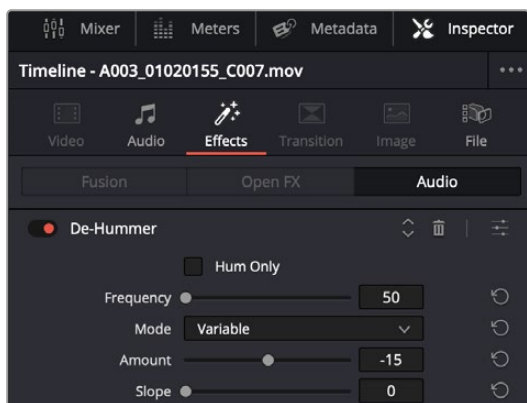 Mixer Meters Metadata Inspector
Timeline - A003_01020155_C007.mov
Video Audio Effects Transition Image File
Fusion Open FX Audio
De-Hummer
Hum Only
Frequency 50
Mode Variable
Amount -15
Slope 0